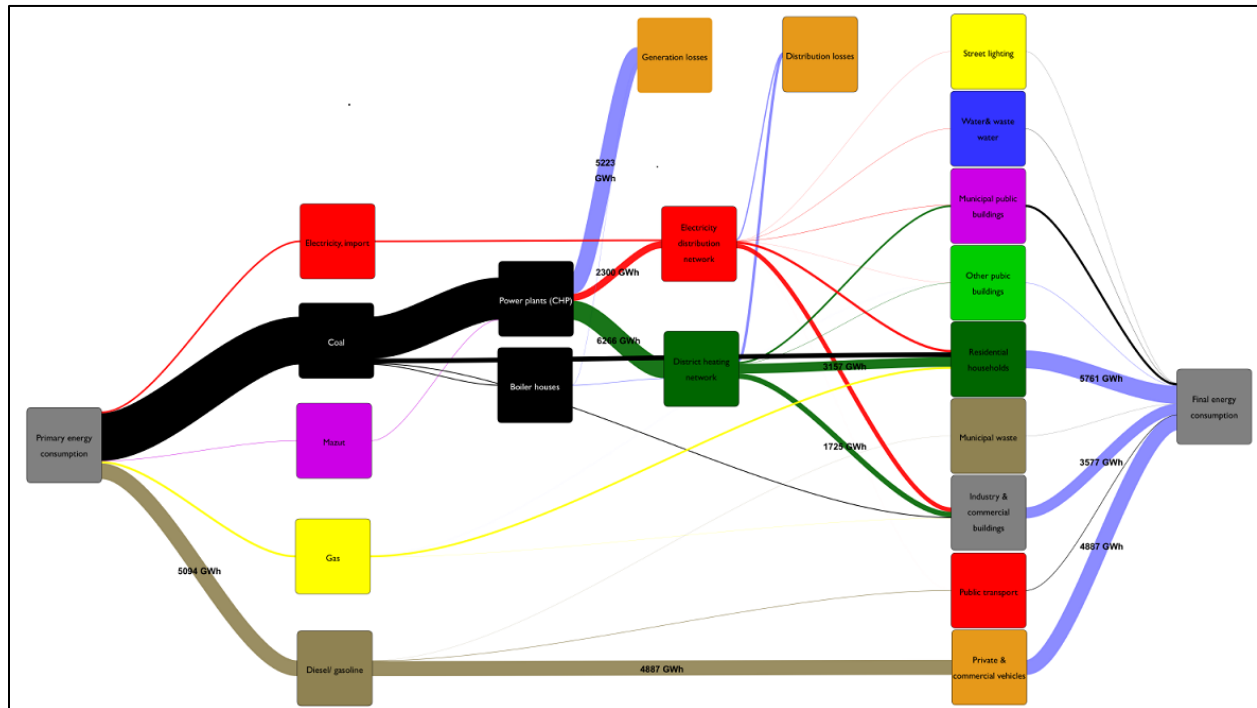 Generation losses
Distribution losses
Street lighting
Water& waste
water
5223
GWh
Municipal public
buildings
Electricity, import
Electricity
distribution
network
2300 GWh
Other pubic
buildings
Coal
Power plants (CHP)
6266 GWh
District heating
network
3157 GWh
Residential
households
Boiler houses
5761 GWh
Final energy
consumption
Primary energy
consumption
Mazut
Municipal waste
1725 GWh
3577 GWh
Industry &
commercial
buildings
Gas
4887 GWh
5094 GWh
Public transport
Diesel/ gasoline
4887 GWh
Private &
commercial vehicles